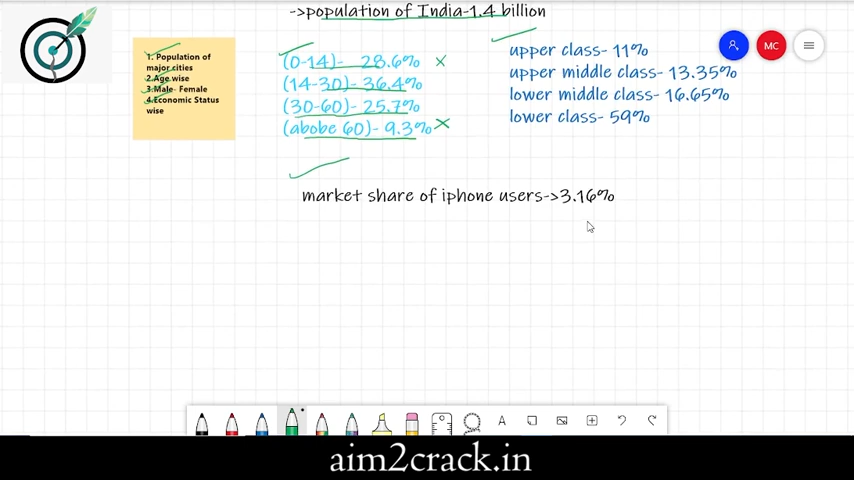 ->population of India-1.4 billion
1. Population of
major cities
2.Age wise
3.Male- Female
4.Economic Status
wise
(0-14)- 28.6%
(14-30)- 36.4%
(30-60)- 25.7%
(abobe 60)- 9.3%
upper class- 11%
upper middle class- 13.35%
lower middle class- 16.65%
lower class- 59%
market share of iphone users->3.16%
MC
A
aim2crack.in